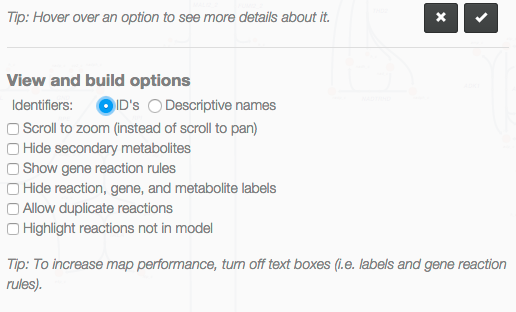 Tip: Hover over an option to see more details about it.
View and build options
Identifiers: ID's Descriptive names
Scroll to zoom (instead of scroll to pan)
Hide secondary metabolites
Show gene reaction rules
Hide reaction, gene, and metabolite labels
Allow duplicate reactions
Highlight reactions not in model
Tip: To increase map performance, turn off text boxes (i.e. labels and gene reaction
rules).